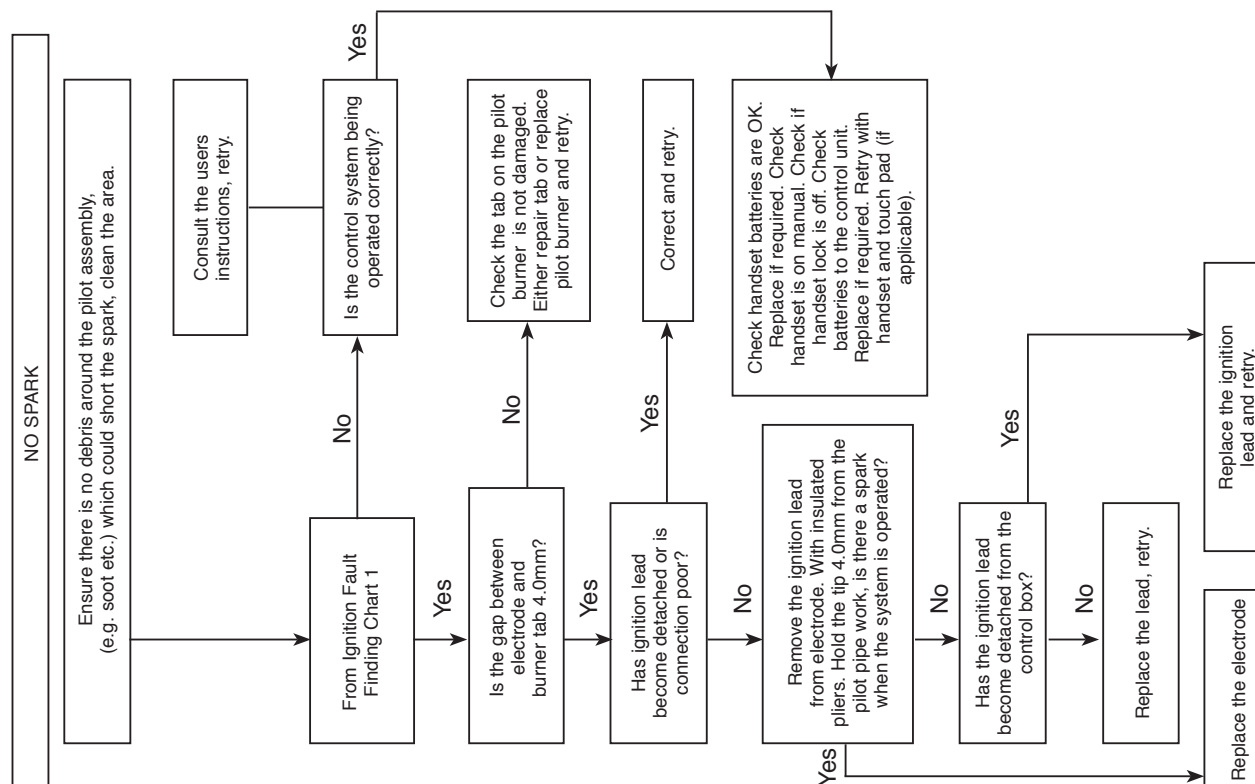 NO SPARK
Ensure there is no debris around the pilot assembly,
(e.g. soot etc.) which could short the spark, clean the area.
Consult the users
instructions, retry.
From Ignition Fault
Finding Chart 1
No
Is the control system being
operated correctly?
Yes
Yes
Is the gap between
electrode and
burner tab 4.0mm?
No
Check the tab on the pilot
burner is not damaged.
Either repair tab or replace
pilot burner and retry.
Yes
Has ignition lead
become detached or is
connection poor?
Yes
Correct and retry.
No
Remove the ignition lead
from electrode. With insulated
pliers. Hold the tip 4.0mm from the
pilot pipe work, is there a spark
when the system is operated?
Check handset batteries are OK.
Replace if required. Check
handset is on manual. Check if
handset lock is off. Check
batteries to the control unit.
Replace if required. Retry with
handset and touch pad (if
applicable).
Yes
No
Has the ignition lead
become detached from the
control box?
Yes
No
Replace the lead, retry.
Replace the electrode
Replace the ignition
lead and retry.